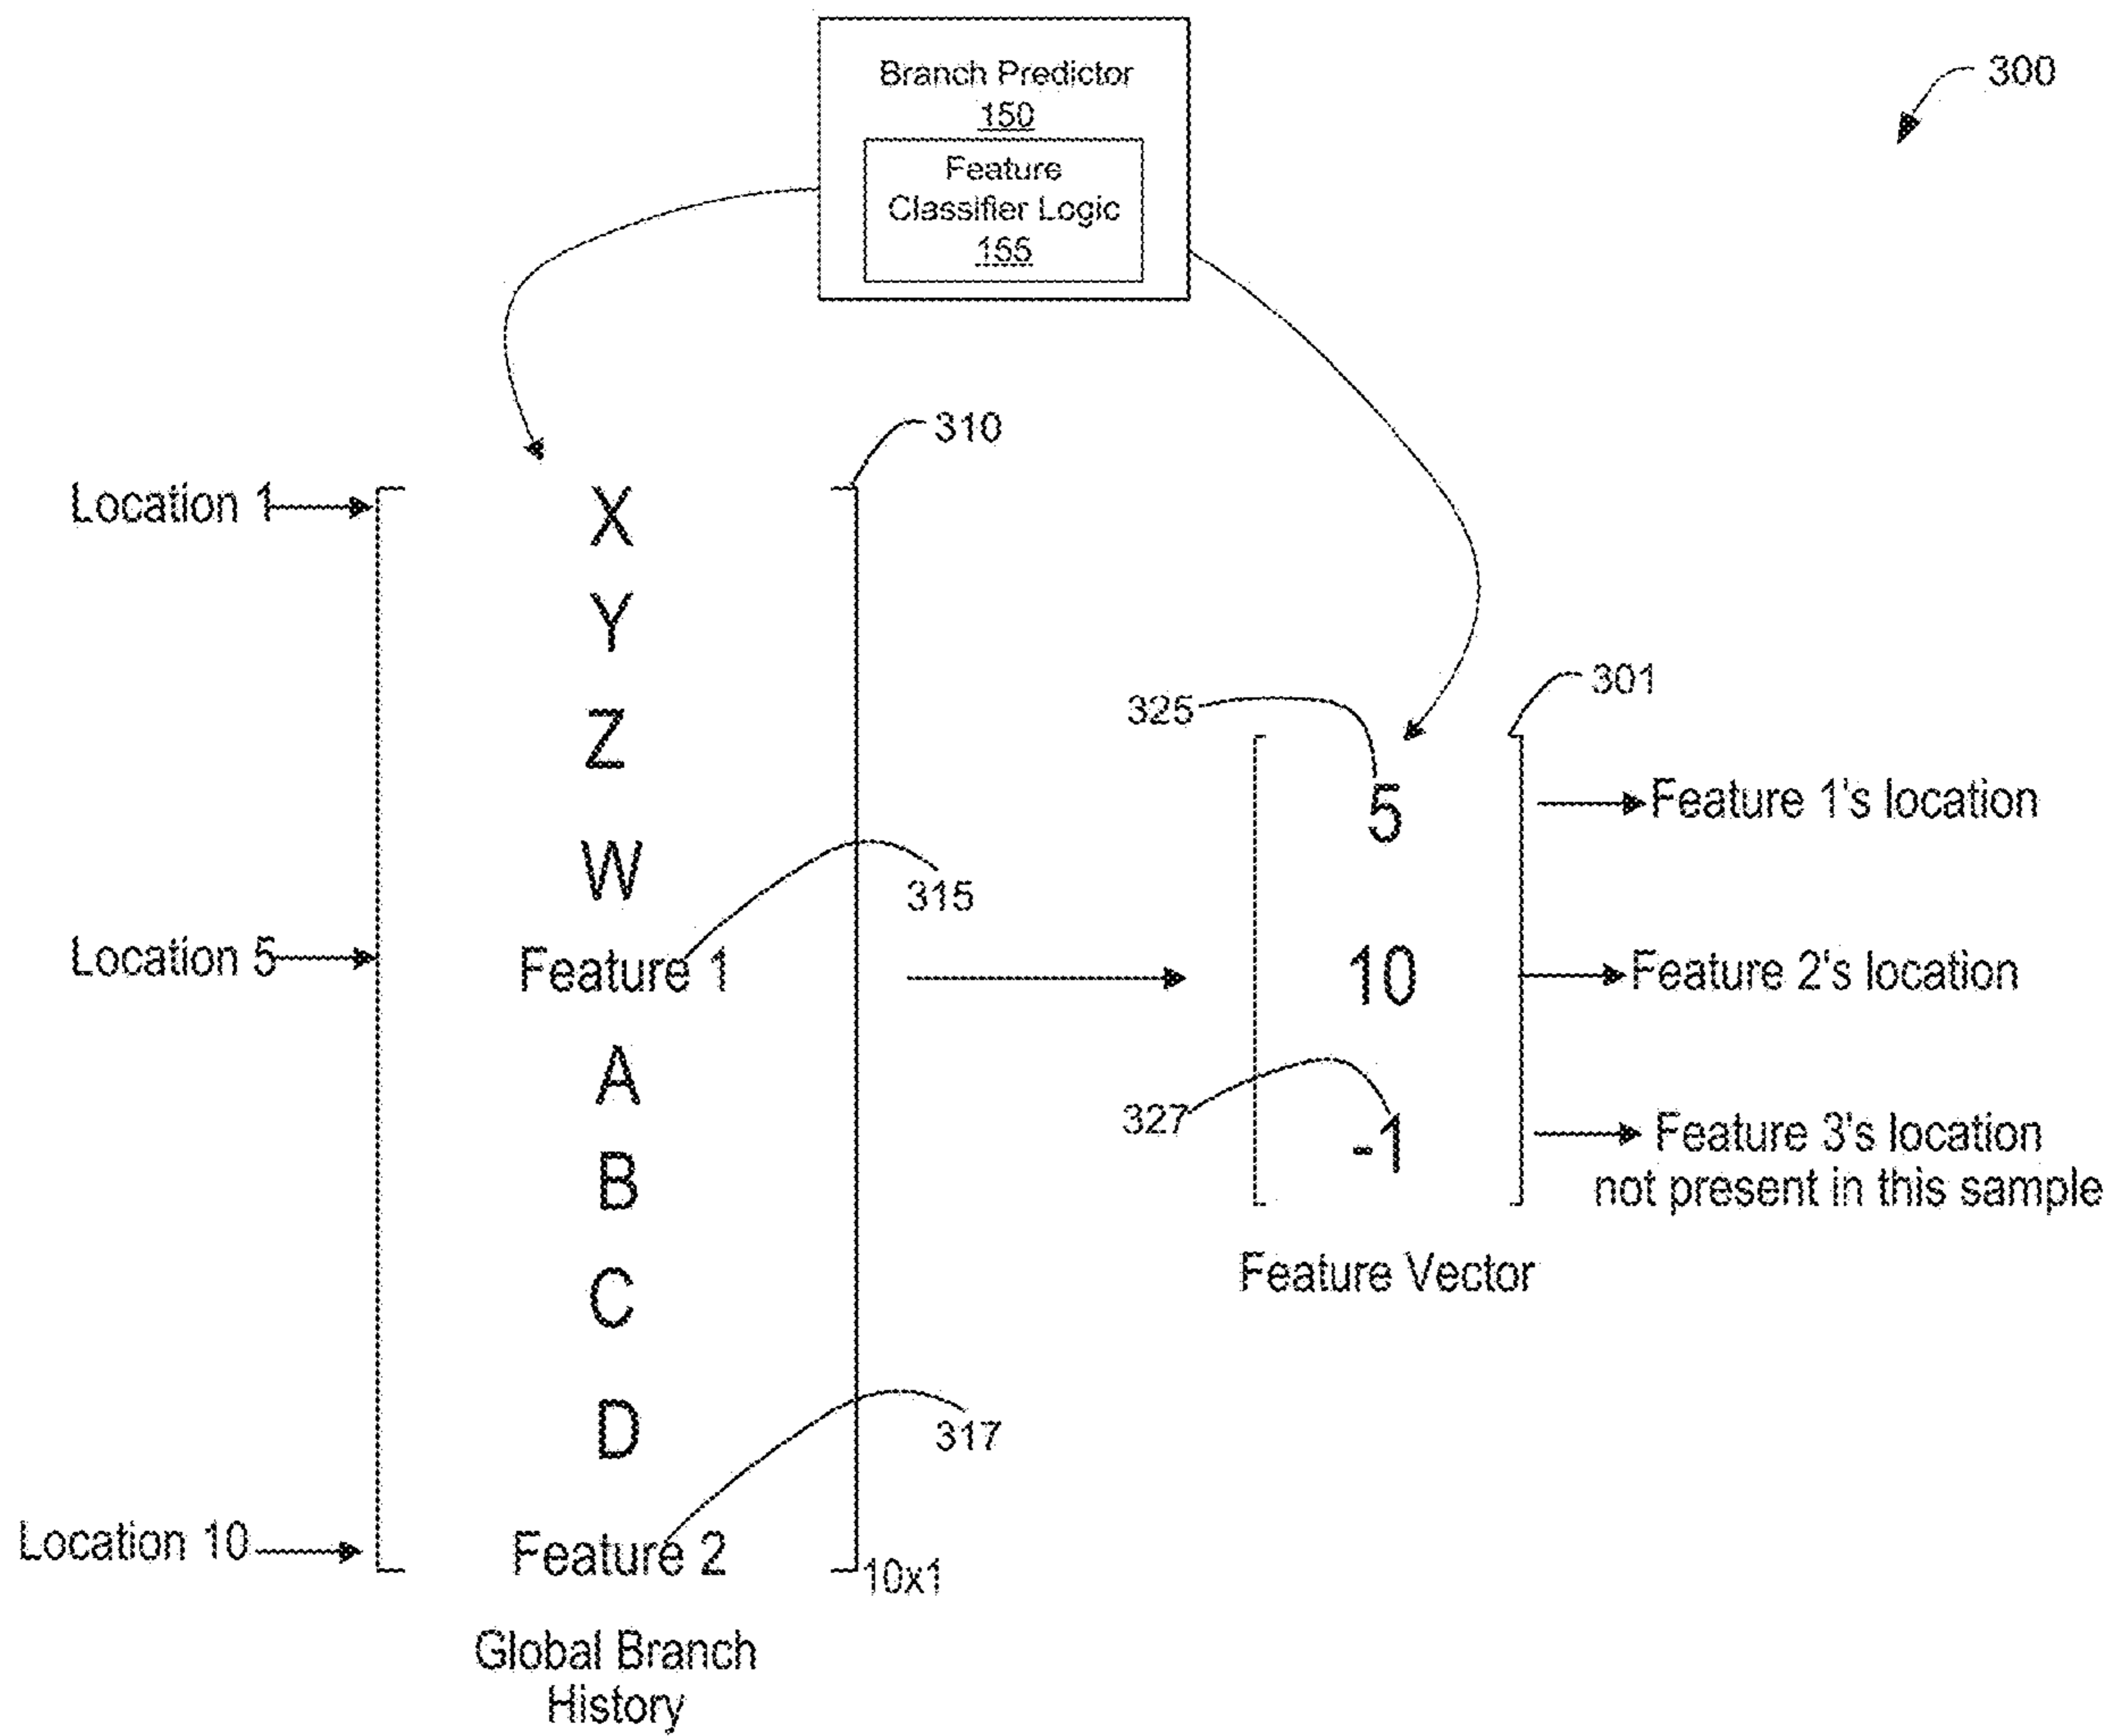 Branch Predictor
150
Feature
Classifier Logic
155
300
310
Location 1
X
Y
Z
W
315
Location 5
Feature 1
A
B
C
D
317
Location 10
Feature 2
10x1
Global Branch
History
301
325
5
Feature 1's location
10
Feature 2's location
327
-1
Feature 3's location
not present in this sample
Feature Vector